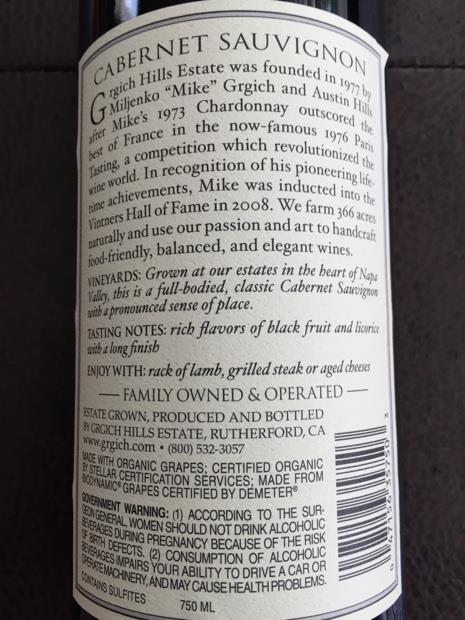 CABERNET SAUVIGNON
Grgich Hills Estate was founded in 1977 by
Miljenko “Mike” Grgich and Austin Hills
after Mike’s 1973 Chardonnay outscored the
best of France in the now-famous 1976 Paris
Tasting, a competition which revolutionized the
wine world. In recognition of his pioneering life-
time achievements, Mike was inducted into the
Vintners Hall of Fame in 2008. We farm 366 acres
naturally and use our passion and art to handcraft
food-friendly, balanced, and elegant wines.
VINEYARDS: Grown at our estates in the heart of Napa
Valley, this is a full-bodied, classic Cabernet Sauvignon
with a pronounced sense of place.
TASTING NOTES: rich flavors of black fruit and licorice
with a long finish
ENJOY WITH: rack of lamb, grilled steak or aged cheeses
— FAMILY OWNED & OPERATED —
ESTATE GROWN, PRODUCED AND BOTTLED
BY GRGICH HILLS ESTATE, RUTHERFORD, CA
www.grgich.com • (800) 532-3057
MADE WITH ORGANIC GRAPES; CERTIFIED ORGANIC
BY STELLAR CERTIFICATION SERVICES; MADE FROM
BIODYNAMIC® GRAPES CERTIFIED BY DEMETER®
GOVERNMENT WARNING: (1) ACCORDING TO THE SUR-
GEON GENERAL, WOMEN SHOULD NOT DRINK ALCOHOLIC
BEVERAGES DURING PREGNANCY BECAUSE OF THE RISK
OF BIRTH DEFECTS. (2) CONSUMPTION OF ALCOHOLIC
BEVERAGES IMPAIRS YOUR ABILITY TO DRIVE A CAR OR
OPERATE MACHINERY, AND MAY CAUSE HEALTH PROBLEMS.
CONTAINS SULFITES 750 ML